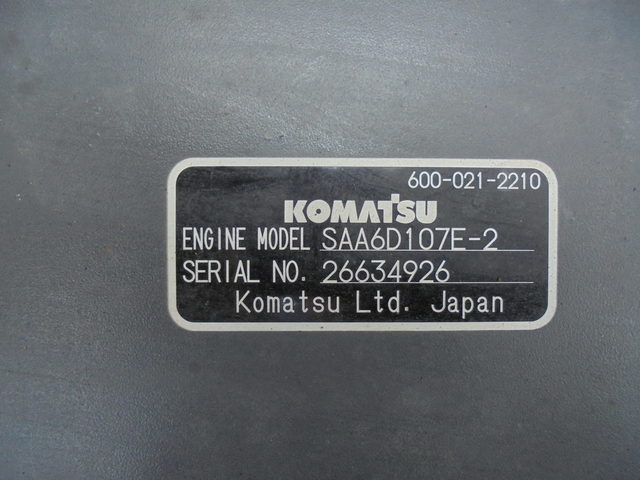 600-021-2210
KOMATSU
ENGINE MODEL SAA6D107E-2
SERIAL NO. 26634926
Komatsu Ltd. Japan